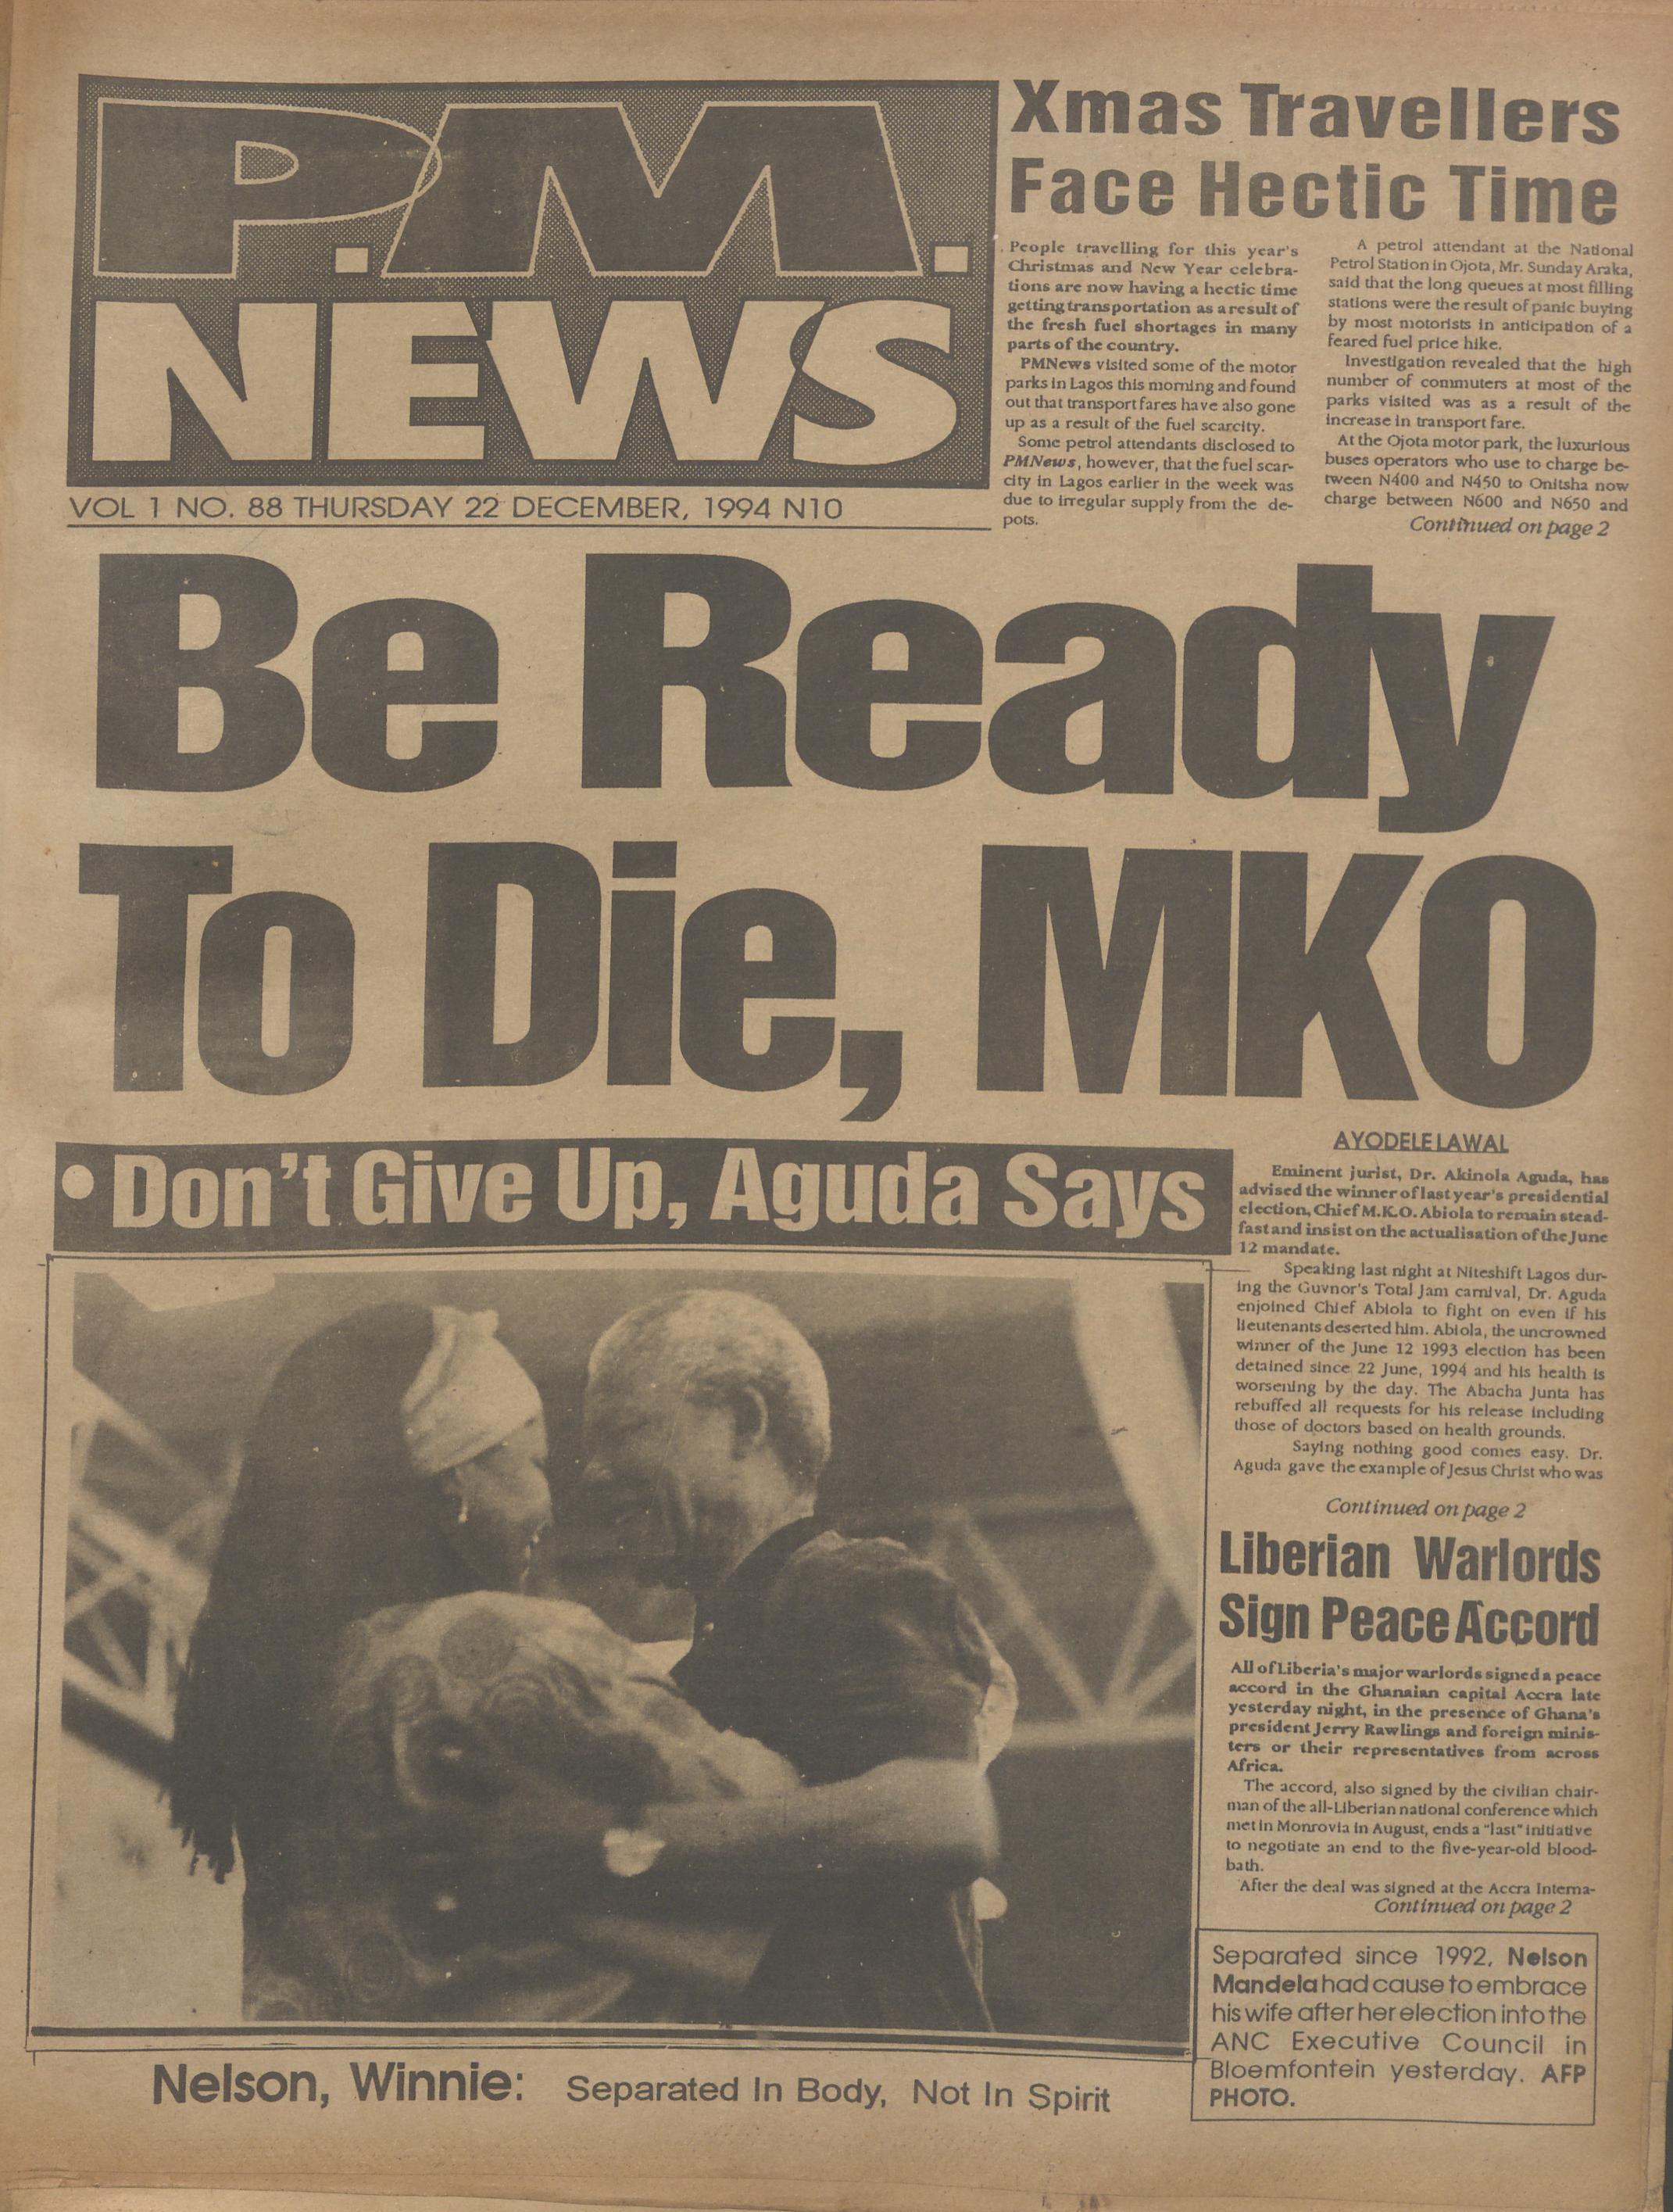 P.M.
NEWS
VOL 1 NO. 88 THURSDAY 22 DECEMBER, 1994 N10
Xmas Travellers
Face Hectic Time
People travelling for this year's
Christmas and New Year celebra-
tions are now having a hectic time
getting transportation as a result of
the fresh fuel shortages in many
parts of the country.
PMNews visited some of the motor
parks in Lagos this morning and found
out that transport fares have also gone
up as a result of the fuel scarcity.
Some petrol attendants disclosed to
PMNews, however, that the fuel scar-
city in Lagos earlier in the week was
due to irregular supply from the de-
pots.
A petrol attendant at the National
Petrol Station in Ojota, Mr. Sunday Araka,
said that the long queues at most filling
stations were the result of panic buying
by most motorists in anticipation of a
feared fuel price hike.
Investigation revealed that the high
number of commuters at most of the
parks visited was as a result of the
increase in transport fare.
At the Ojota motor park, the luxurious
buses operators who use to charge be-
tween N400 and N450 to Onitsha now
charge between N600 and N650 and
Continued on page 2
Be Ready
To Die, MKO
• Don't Give Up, Aguda Says
AYODELE LAWAL
Eminent jurist, Dr. Akinola Aguda, has
advised the winner of last year's presidential
election, Chief M.K.O. Abiola to remain stead-
fast and insist on the actualisation of the June
12 mandate.
Speaking last night at Niteshift Lagos dur-
ing the Guvnor's Total Jam carnival, Dr. Aguda
enjoined Chief Abiola to fight on even if his
lieutenants deserted him. Abiola, the uncrowned
winner of the June 12 1993 election has been
detained since 22 June, 1994 and his health is
worsening by the day. The Abacha Junta has
rebuffed all requests for his release including
those of doctors based on health grounds.
Saying nothing good comes easy. Dr.
Aguda gave the example of Jesus Christ who was
Continued on page 2
Liberian Warlords
Sign Peace Accord
All of Liberia's major warlords signed a peace
accord in the Ghanaian capital Accra late
yesterday night, in the presence of Ghana's
president Jerry Rawlings and foreign minis-
ters or their representatives from across
Africa.
The accord, also signed by the civilian chair-
man of the all-Liberian national conference which
met in Monrovia in August, ends a "last" initiative
to negotiate an end to the five-year-old blood-
bath.
After the deal was signed at the Accra Interna-
Continued on page 2
Separated since 1992, Nelson
Mandela had cause to embrace
his wife after her election into the
ANC Executive Council in
Bloemfontein yesterday. AFP
PHOTO.
Nelson, Winnie: Separated In Body, Not In Spirit